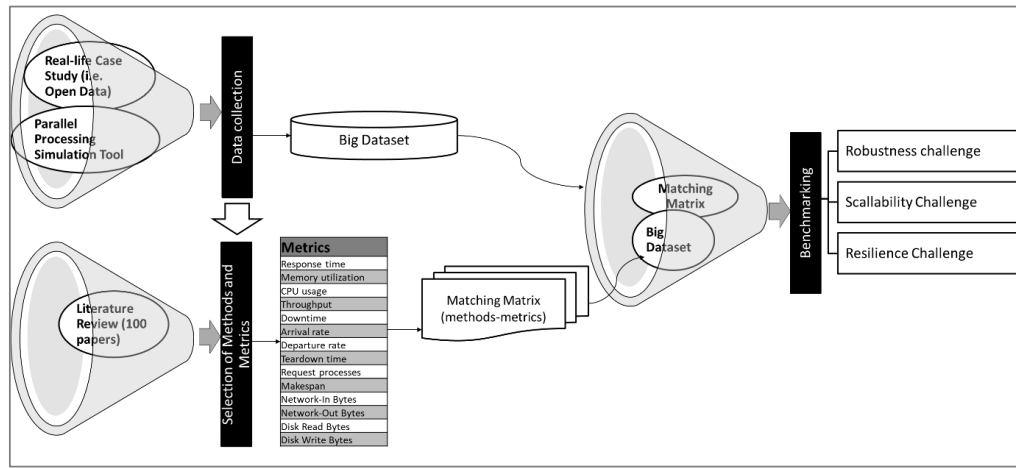 Real-life Case
Study (i.e.
Open Data)
Parallel
Processing
Simulation Tool
Data collection
Big Dataset
Literature
Review (100
papers)
Selection of Methods and
Metrics
Metrics
Response time
Memory utilization
CPU usage
Throughput
Downtime
Arrival rate
Departure rate
Teardown time
Request processes
Makespan
Network-In Bytes
Network-Out Bytes
Disk Read Bytes
Disk Write Bytes
Matching Matrix
(methods-metrics)
Matching
Matrix
Big
Dataset
Benchmarking
Robustness challenge
Scallability Challenge
Resilience Challenge